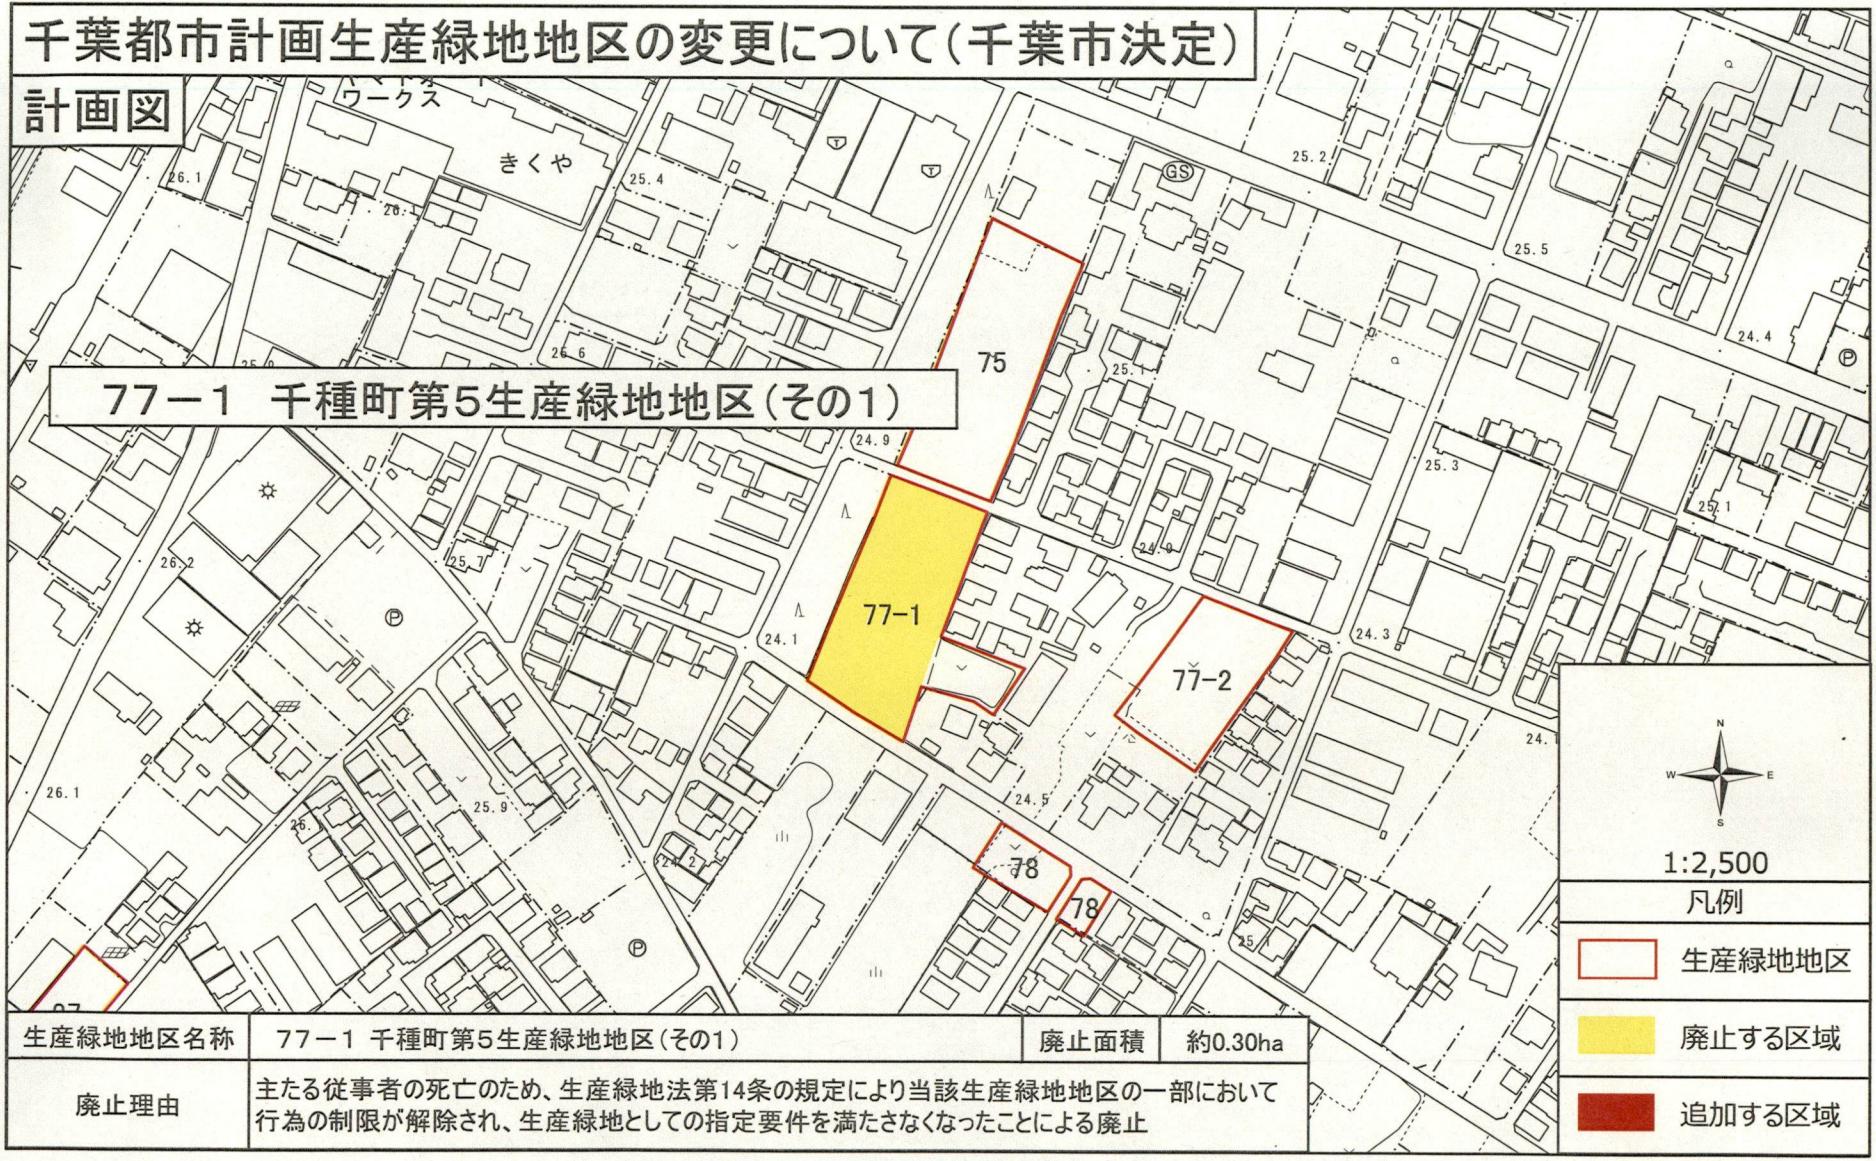 千葉都市計画生産緑地地区の変更について(千葉市決定)
計画図
ワークス
きくや
26.1
26.1
25.4
25.2
GS
25.5
24.4
P
25.6
75
25.1
77-1 千種町第5生産緑地地区(その1)
24.9
25.3
25.1
26.2
25.7
24.9
P
77-1
24.1
24.3
77-2
24.1
26.1
25.9
24.5
24.2
78
78
P
25.1
N
W
E
S
1:2,500
凡例
生産緑地地区
廃止する区域
追加する区域
生産緑地地区名称
77-1 千種町第5生産緑地地区(その1)
廃止面積
約0.30ha
廃止理由
主たる従事者の死亡のため、生産緑地法第14条の規定により当該生産緑地地区の一部において
行為の制限が解除され、生産緑地としての指定要件を満たさなくなったことによる廃止